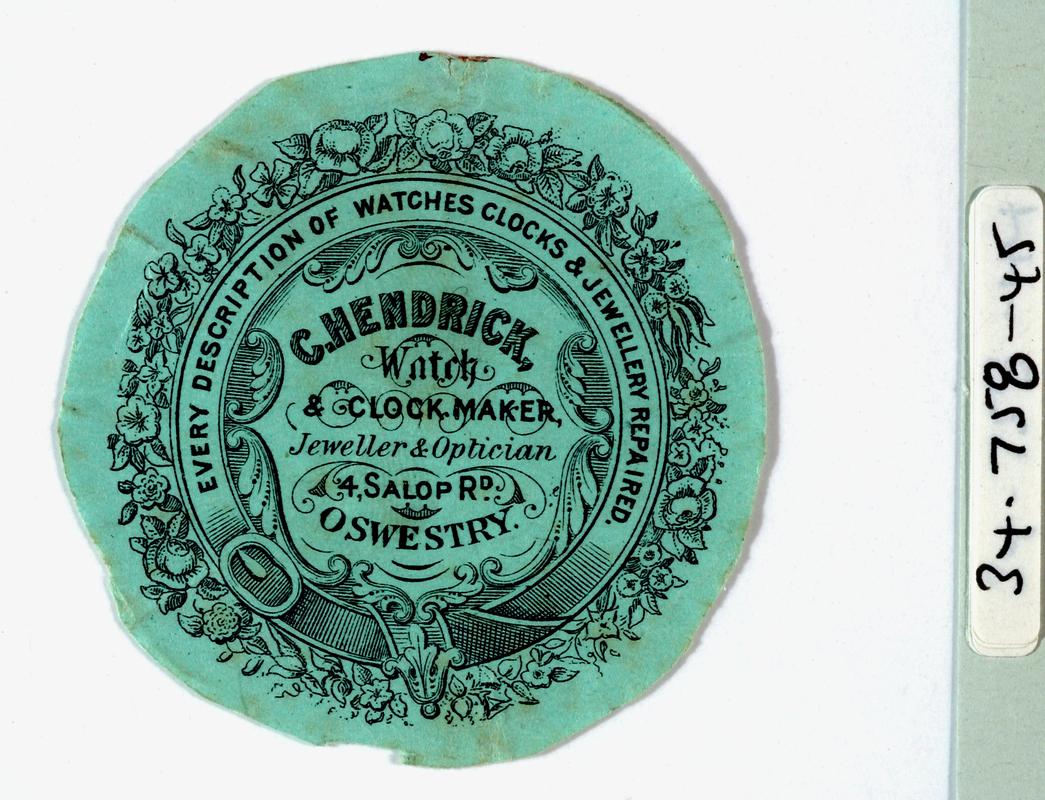 EVERY DESCRIPTION OF WATCHES CLOCKS & JEWELLERY REPAIRED.
C. HENDRICK,
Watch
& CLOCK MAKER,
Jeweller & Optician
4, SALOP RD.
OSWESTRY.
34.758-45